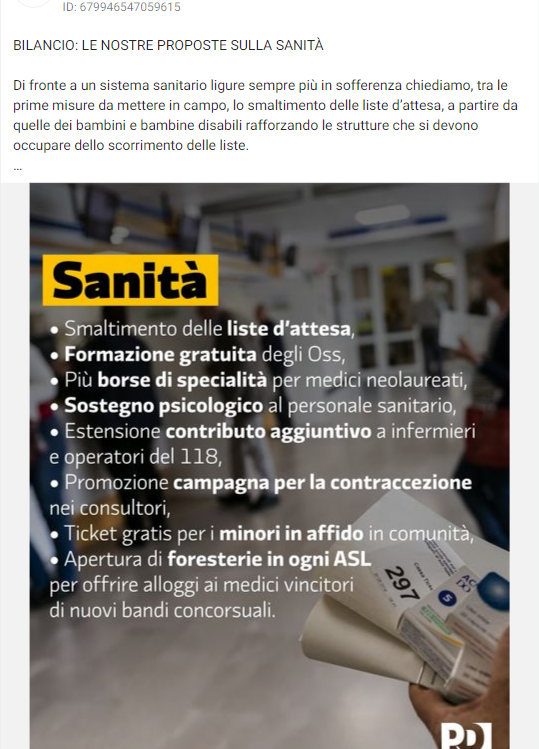 ID: 679946547059615
BILANCIO: LE NOSTRE PROPOSTE SULLA SANITÀ
Di fronte a un sistema sanitario ligure sempre più in sofferenza chiediamo, tra le
prime misure da mettere in campo, lo smaltimento delle liste d'attesa, a partire da
quelle dei bambini e bambine disabili rafforzando le strutture che si devono
occupare dello scorrimento delle liste.
...
Sanità
• Smaltimento delle liste d'attesa,
• Formazione gratuita degli Oss,
• Più borse di specialità per medici neolaureati,
• Sostegno psicologico al personale sanitario,
• Estensione contributo aggiuntivo a infermieri
e operatori del 118,
• Promozione campagna per la contraccezione
nei consultori,
• Ticket gratis per i minori in affido in comunità,
• Apertura di foresterie in ogni ASL
per offrire alloggi ai medici vincitori
di nuovi bandi concorsuali.
297
PD